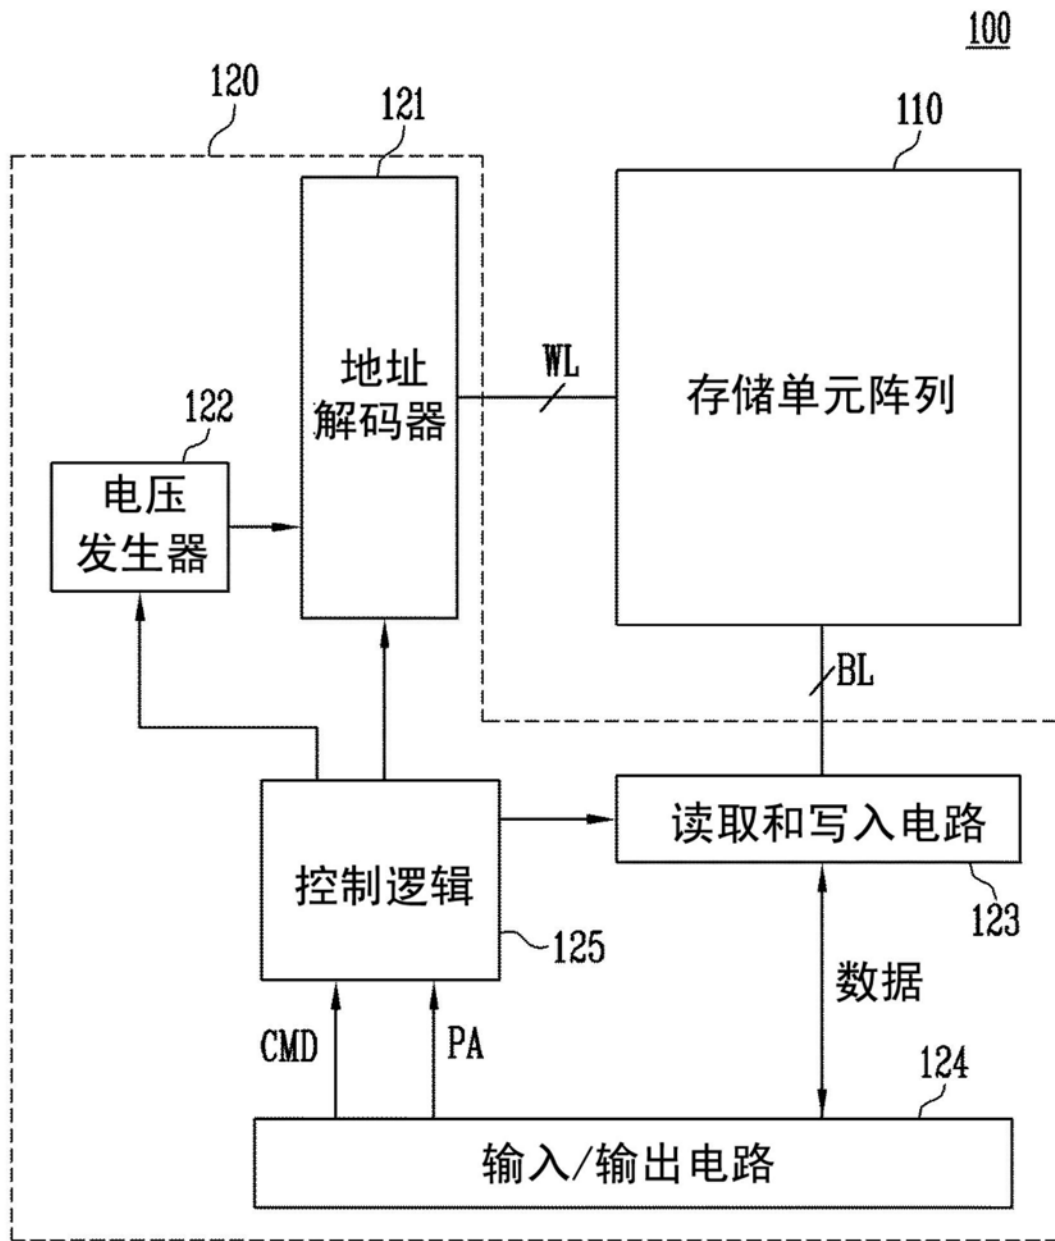 100
120
121
110
地址
解码器
WL
存储单元阵列
122
电压
发生器
BL
读取和写入电路
控制逻辑
123
125
数据
CMD
PA
124
输入/输出电路